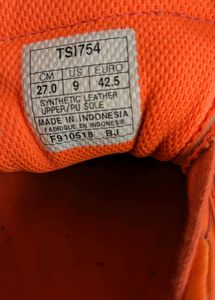 TSI754
CM US EURO
27.0 9 42.5
SYNTHETIC LEATHER
UPPER/PU SOLE
MADE IN INDONESIA
FABRIQUE EN INDONESIE
F910518 BJ